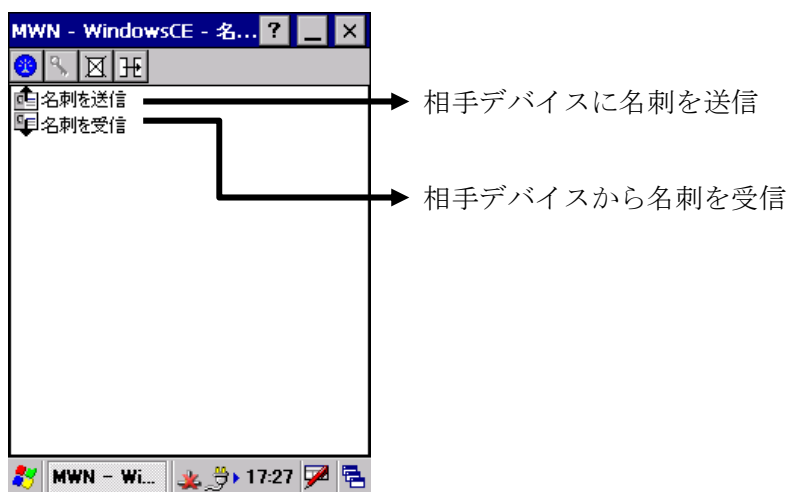 MWN - WindowsCE - 名...
名刺を送信
名刺を受信
相手デバイスに名刺を送信
相手デバイスから名刺を受信
MWN - Wi...
17:27